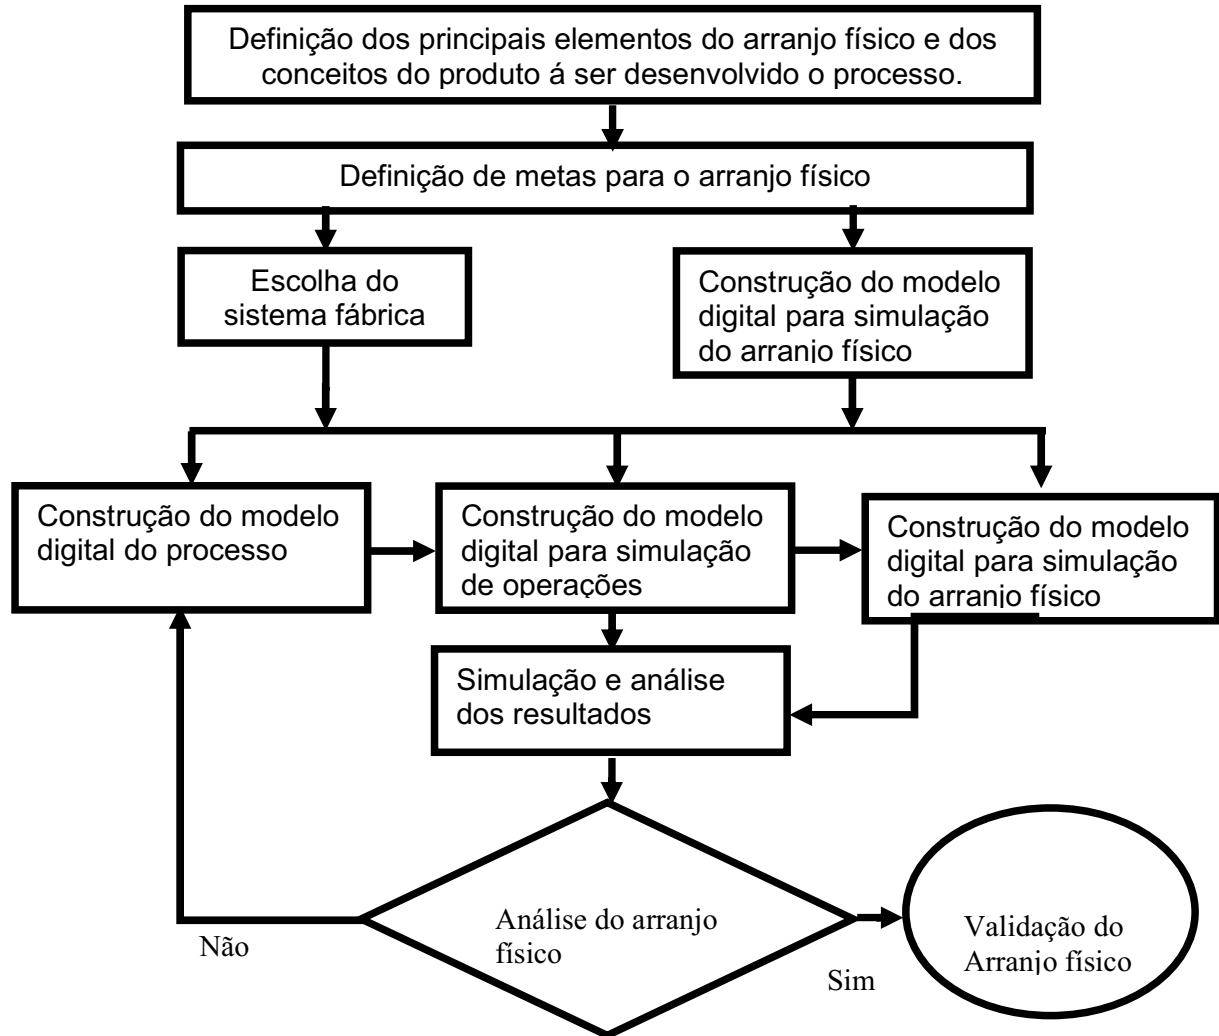 Definição dos principais elementos do arranjo físico e dos
conceitos do produto á ser desenvolvido o processo.
Definição de metas para o arranjo físico
Escolha do
sistema fábrica
Construção do modelo
digital para simulação
do arranjo físico
Construção do modelo
digital do processo
Construção do modelo
digital para simulação
de operações
Construção do modelo
digital para simulação
do arranjo físico
Simulação e análise
dos resultados
Análise do arranjo
físico
Não
Sim
Validação do
Arranjo físico